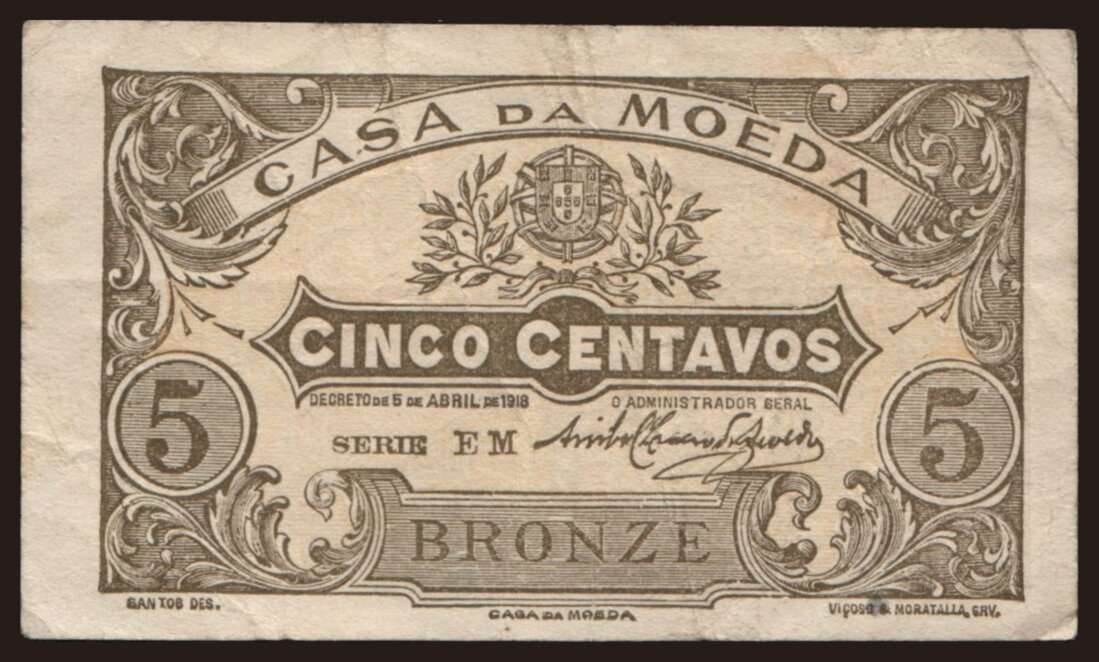 CASA DA MOEDA
CINCO CENTAVOS
DECRETO DE 5 DE ABRIL DE 1918
O ADMINISTRADOR GERAL
SERIE EM
5
5
BRONZE
SANTOS DES.
CASA DA MOEDA
VIÇOSO & MORATALLA, GRV.